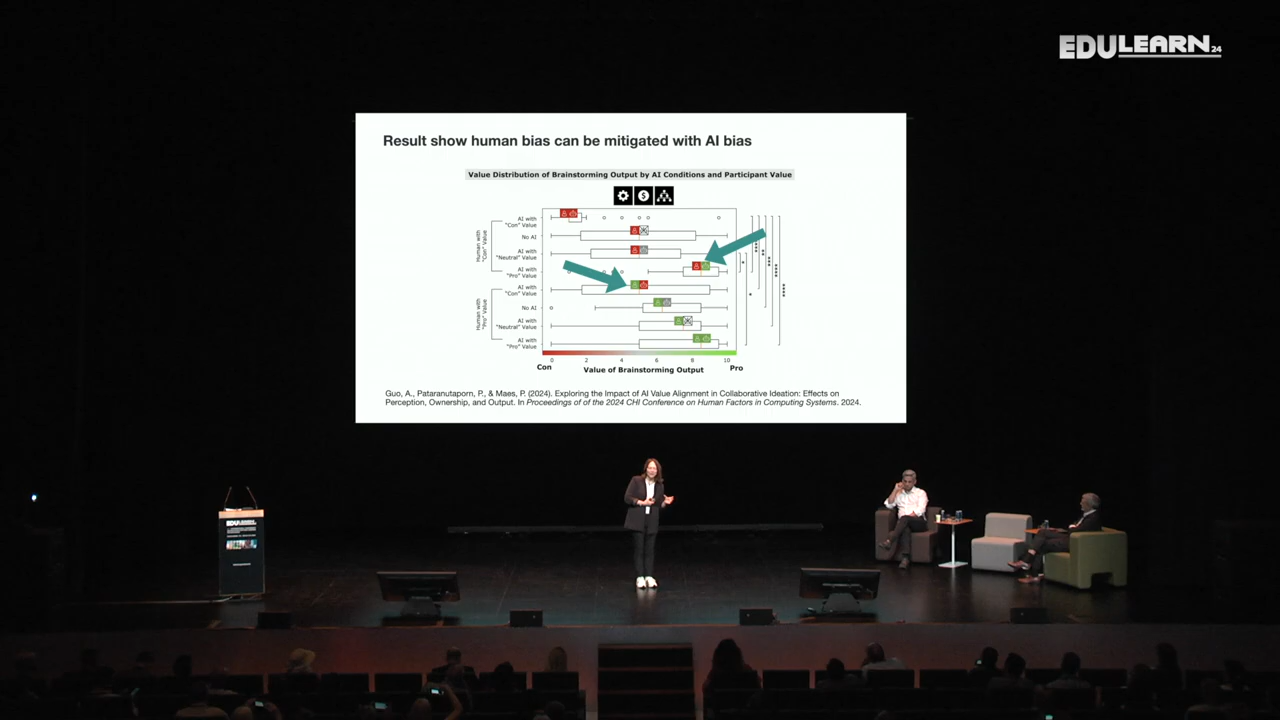 EDULEARN24
Result show human bias can be mitigated with AI bias
Value Distribution of Brainstorming Output by AI Conditions and Participant Value
Human with
"Con" Value
AI with
"Con" Value
No AI
AI with
"Neutral" Value
AI with
"Pro" Value
Human with
"Pro" Value
AI with
"Con" Value
No AI
AI with
"Neutral" Value
AI with
"Pro" Value
0 2 4 6 8 10
Con Value of Brainstorming Output Pro
Guo, A., Pataranutaporn, P., & Maes, P. (2024). Exploring the Impact of AI Value Alignment in Collaborative Ideation: Effects on
Perception, Ownership, and Output. In Proceedings of of the 2024 CHI Conference on Human Factors in Computing Systems. 2024.
EDULEARN